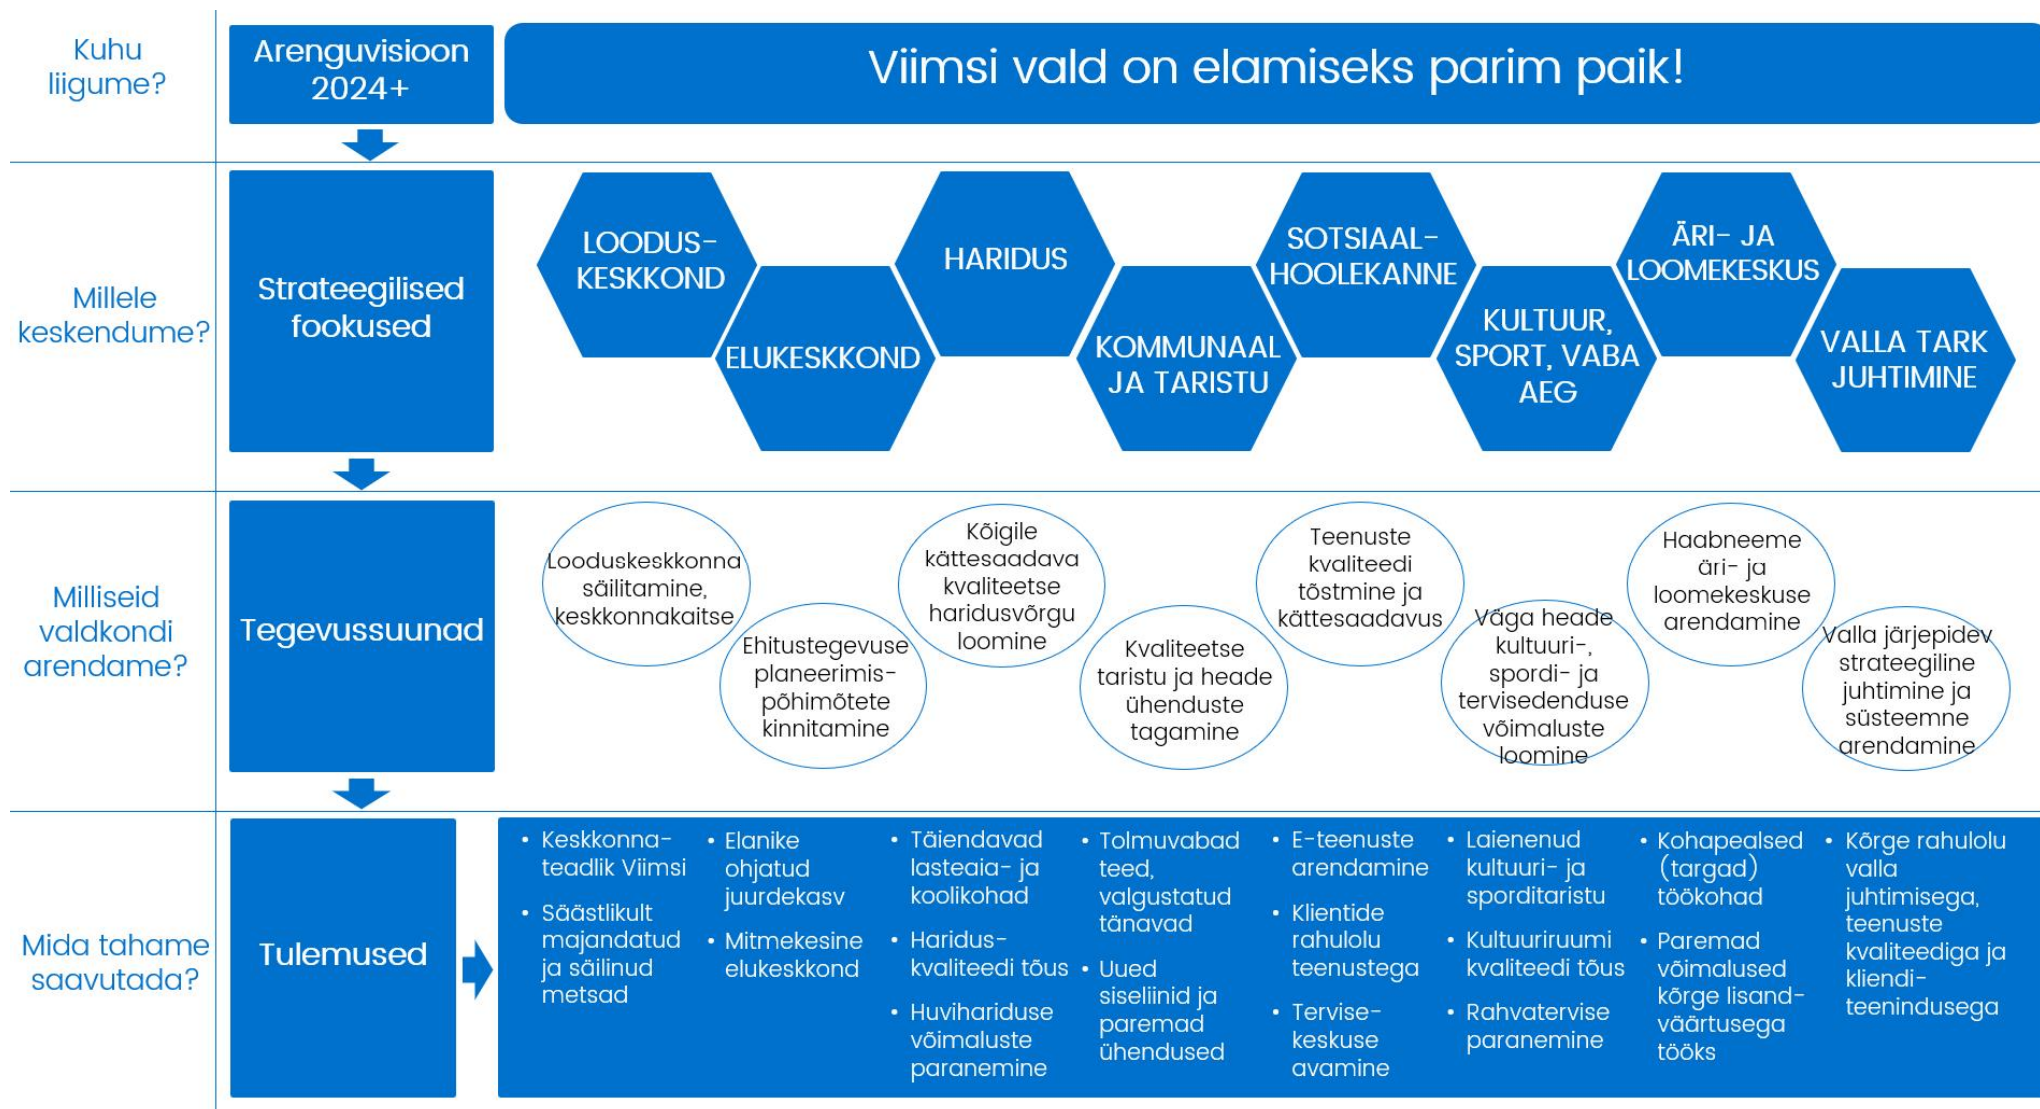 Kuhu
liigume?
Arenguvisioon
2024+
Viimsi vald on elamiseks parim paik!
Millele
keskendume?
Strateegilised
fookused
LOODUS-
KESKKOND
ELUKESKKOND
HARIDUS
KOMMUNAAL
JA TARISTU
SOTSIAAL-
HOOLEKANNE
KULTUUR,
SPORT, VABA
AEG
ÄRI- JA
LOOMEKESKUS
VALLA TARK
JUHTIMINE
Milliseid
valdkondi
arendame?
Tegevussuunad
Looduskeskkonna
säilitamine,
keskkonnakaitse
Ehitustegevuse
planeerimis-
põhimõtete
kinnitamine
Kõigile
kättesaadava
kvaliteetse
haridusvõrgu
loomine
Kvaliteetse
taristu ja heade
ühenduste
tagamine
Teenuste
kvaliteedi
tõstmine ja
kättesaadavus
Väga heade
kultuuri-,
spordi- ja
tervisedenduse
võimaluste
loomine
Haabneeme
äri- ja
loomekeskuse
arendamine
Valla järjepidev
strateegiline
juhtimine ja
süsteemne
arendamine
Mida tahame
saavutada?
Tulemused
• Keskkonna-
teadlik Viimsi
• Säästlikult
majandatud
ja säilinud
metsad
• Elanike
ohjatud
juurdekasv
• Mitmekesine
elukeskkond
• Täiendavad
lasteaia- ja
koolikohad
• Haridus-
kvaliteedi tõus
• Huvihariduse
võimaluste
paranemine
• Tolmuvabad
teed,
valgustatud
tänavad
• Uued
siseliinid ja
paremad
ühendused
• E-teenuste
arendamine
• Klientide
rahulolu
teenustega
• Tervise-
keskuse
avamine
• Laienenud
kultuuri- ja
sporditaristu
• Kultuuriruumi
kvaliteedi tõus
• Rahvatervise
paranemine
• Kohapealsed
(targad)
töökohad
• Paremad
võimalused
kõrge lisand-
väärtusega
tööks
• Kõrge rahulolu
valla
juhtimisega,
teenuste
kvaliteediga ja
kliendi-
teenindusega